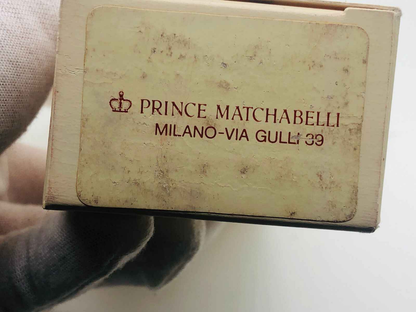 PRINCE MATCHABELLI
MILANO-VIA GULLI 39